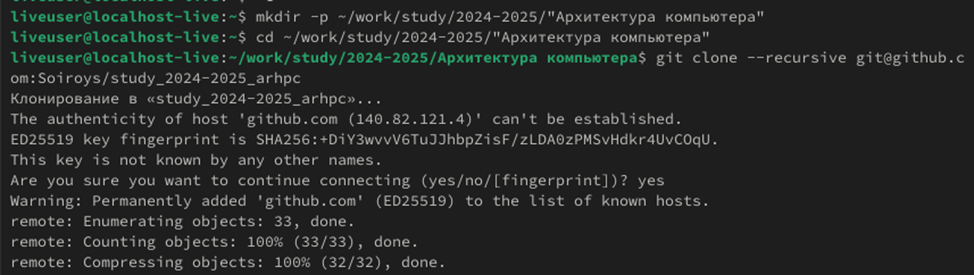 liveuser@localhost-live:~$ mkdir -p ~/work/study/2024-2025/"Архитектура компьютера"
liveuser@localhost-live:~$ cd ~/work/study/2024-2025/"Архитектура компьютера"
liveuser@localhost-live:~/work/study/2024-2025/Архитектура компьютера$ git clone --recursive git@github.c
om:Soiroys/study_2024-2025_arhpc
Клонирование в «study_2024-2025_arhpc»...
The authenticity of host 'github.com (140.82.121.4)' can't be established.
ED25519 key fingerprint is SHA256:+DiY3wvvV6TuJJhbpZisF/zLDA0zPMSvHdkr4UvCOqU.
This key is not known by any other names.
Are you sure you want to continue connecting (yes/no/[fingerprint])? yes
Warning: Permanently added 'github.com' (ED25519) to the list of known hosts.
remote: Enumerating objects: 33, done.
remote: Counting objects: 100% (33/33), done.
remote: Compressing objects: 100% (32/32), done.